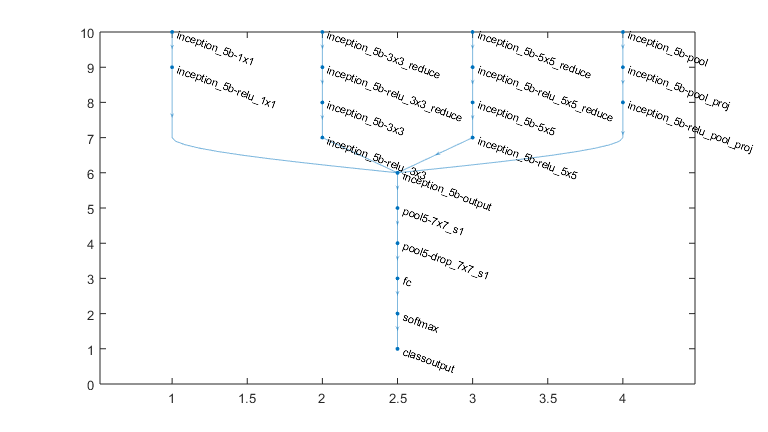 10
inception_5b-1x1
inception_5b-3x3_reduce
inception_5b-5x5_reduce
inception_5b-pool
9
inception_5b-relu_1x1
inception_5b-relu_3x3_reduce
inception_5b-relu_5x5_reduce
inception_5b-pool_proj
8
inception_5b-3x3
inception_5b-5x5
inception_5b-relu_pool_proj
7
inception_5b-relu_3x3
inception_5b-relu_5x5
6
inception_5b-output
5
pool5-7x7_s1
4
pool5-drop_7x7_s1
3
fc
2
softmax
1
classoutput
0
1
1.5
2
2.5
3
3.5
4